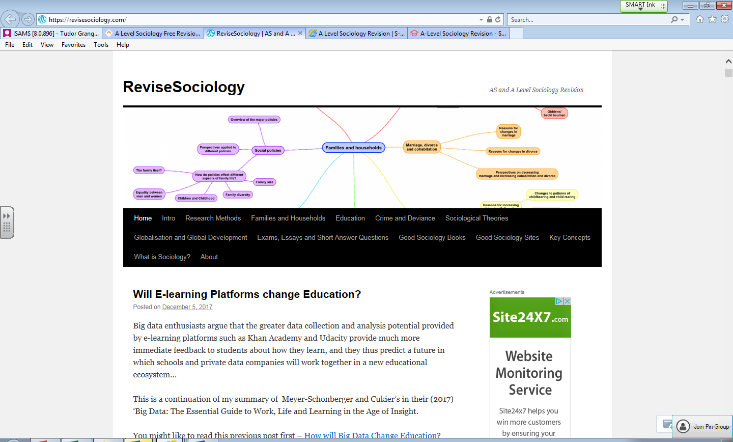 SMART Ink
https://revisesociology.com/
Search...
iSAMS [8.0.896] - Tudor Grang...
A Level Sociology Free Revisio...
ReviseSociology | AS and A ...
A Level Sociology Revision | S-...
A-Level Sociology Revision - S...
File Edit View Favorites Tools Help
ReviseSociology
AS and A Level Sociology Revision
Overview of the major policies
Perspectives applied to
different policies
Social policies
Families and households
Marriage, divorce
and cohabitation
Reasons for
changes in
marriage
Reasons for changes in divorce
Perspectives on decreasing
marriage and increasing cohabitation and divorce
The family itself?
How do policies effect different
aspects of family life?
Family size
Equality between
men and women
Children and Childhood
Family diversity
Changes to patterns of
childbearing and childrearing
Reasons for
increasing
Home Intro Research Methods Families and Households Education Crime and Deviance Sociological Theories
Globalisation and Global Development Exams, Essays and Short Answer Questions Good Sociology Books Good Sociology Sites Key Concepts
What is Sociology? About
Will E-learning Platforms change Education?
Posted on December 5, 2017
Big data enthusiasts argue that the greater data collection and analysis potential provided
by e-learning platforms such as Khan Academy and Udacity provide much more
immediate feedback to students about how they learn, and they thus predict a future in
which schools and private data companies will work together in a new educational
ecosystem...
This is a continuation of my summary of Meyer-Schonberger and Cukier's in their (2017)
'Big Data: The Essential Guide to Work, Life and Learning in the Age of Insight.
You might like to read this previous post first – How will Big Data Change Education?
Advertisements
Site24X7.com
Website
Monitoring
Service
Site24x7 helps you
win more customers
by ensuring your
Join Pin Group